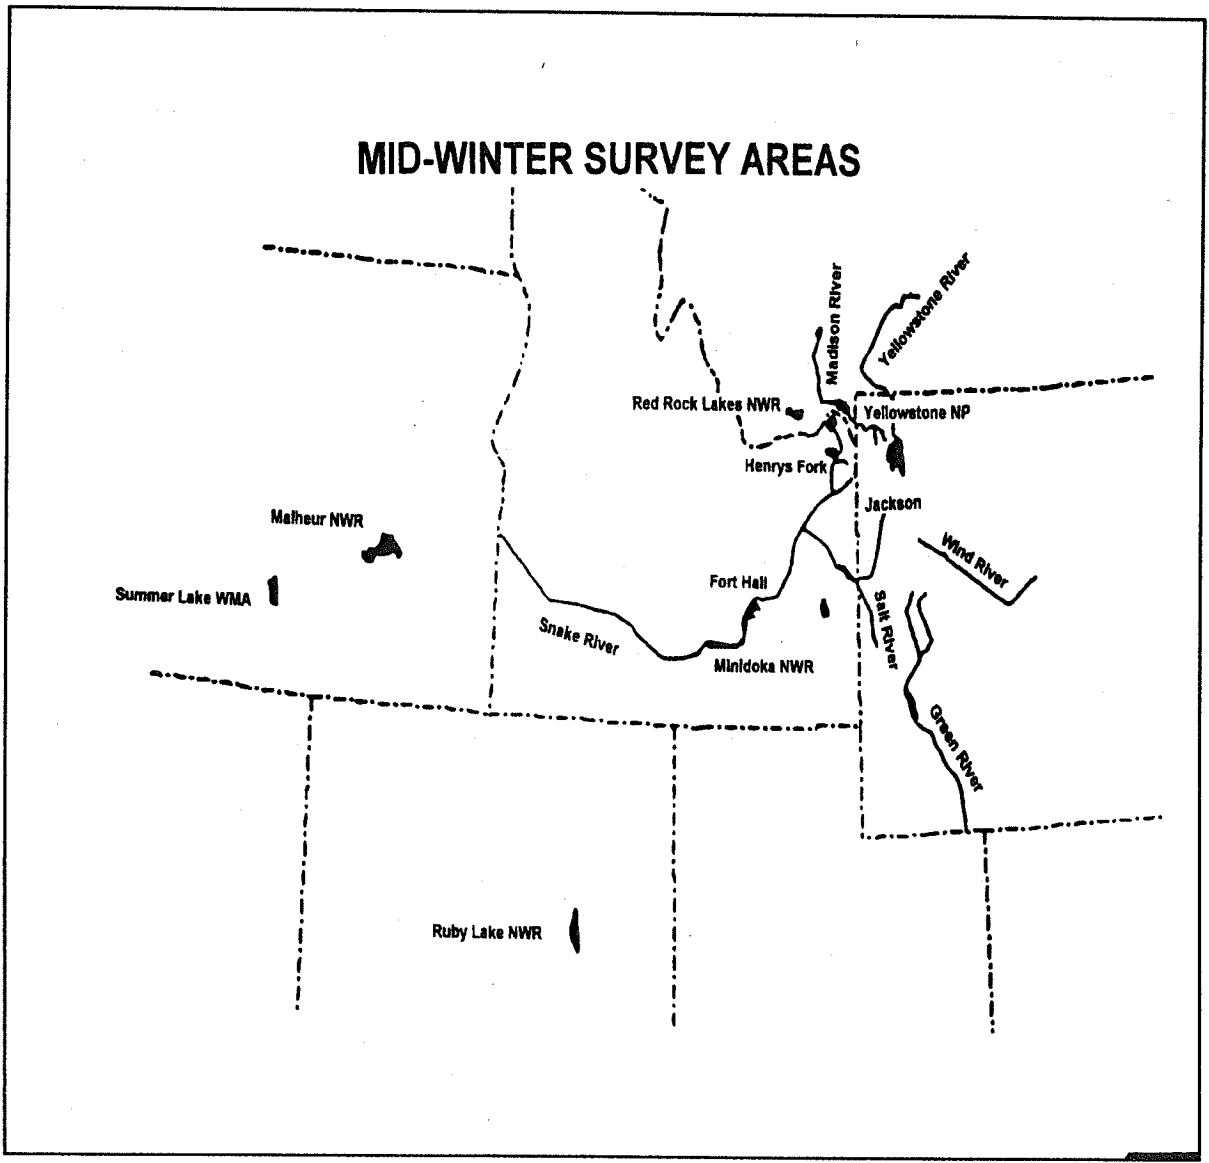 MID-WINTER SURVEY AREAS
Madison River
Yellowstone River
Red Rock Lakes NWR
Yellowstone NP
Henrys Fork
Jackson
Malheur NWR
Wind River
Summer Lake WMA
Fort Hall
Snake River
Salt River
Minidoka NWR
Green River
Ruby Lake NWR